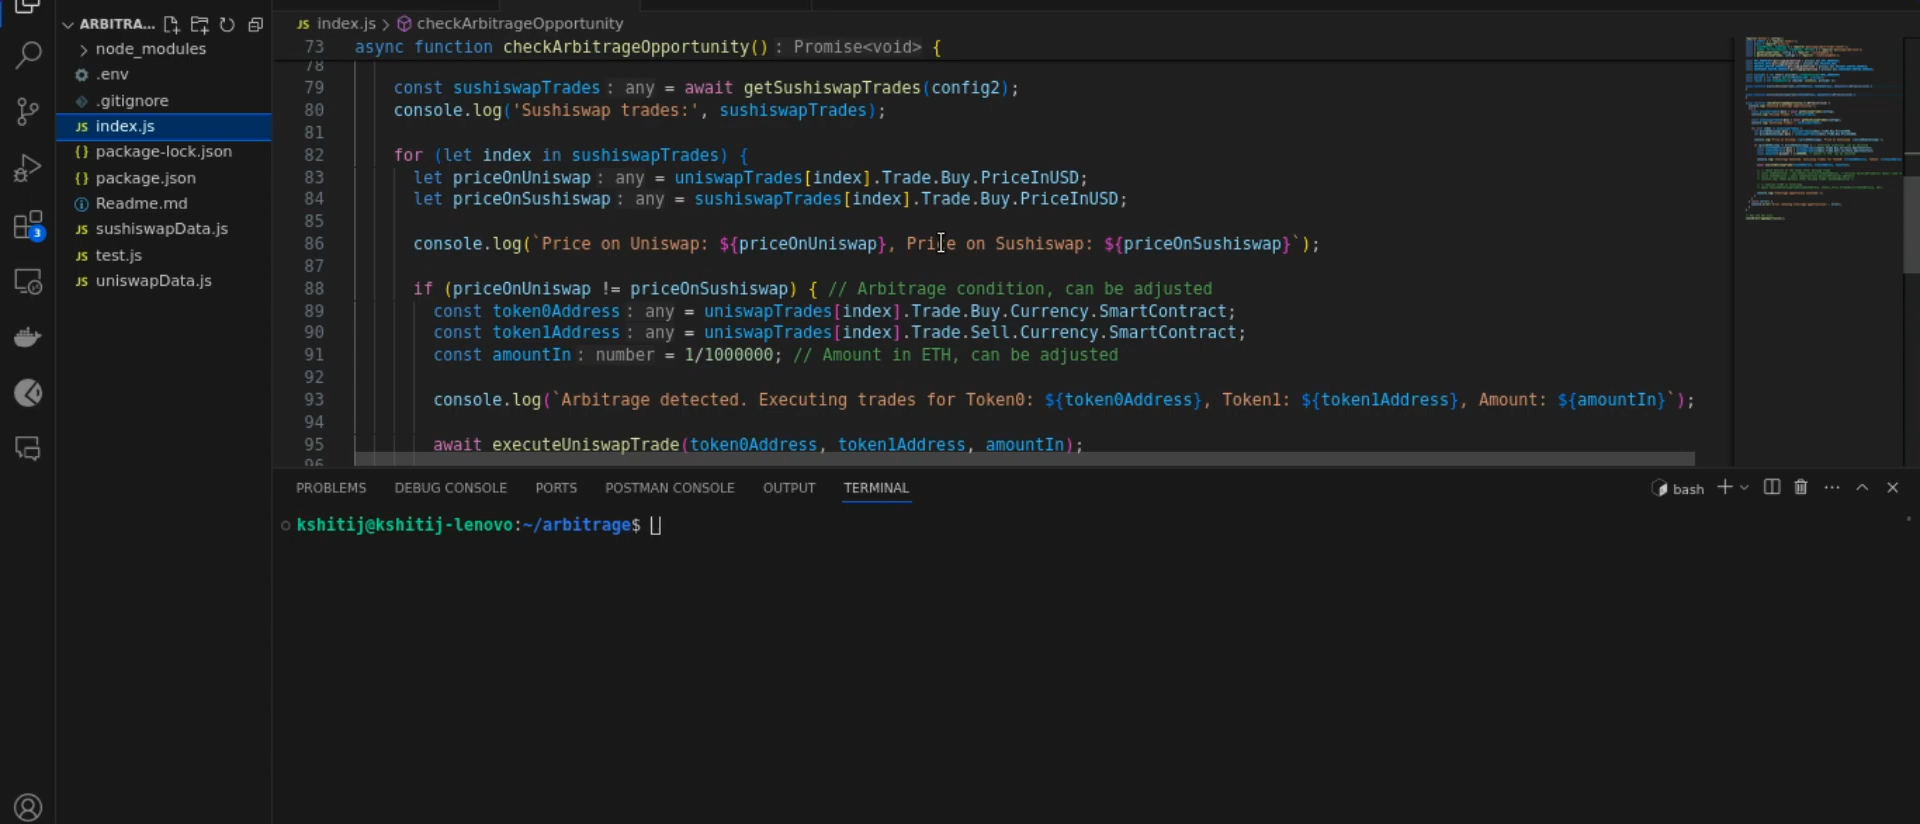 ARBITRA...
node_modules
.env
.gitignore
JS index.js
{} package-lock.json
{} package.json
Readme.md
JS sushiswapData.js
JS test.js
JS uniswapData.js
3
JS index.js > checkArbitrageOpportunity
73 async function checkArbitrageOpportunity(): Promise<void> {
78
79 const sushiswapTrades: any = await getSushiswapTrades(config2);
80 console.log('Sushiswap trades:', sushiswapTrades);
81
82 for (let index in sushiswapTrades) {
83 let priceOnUniswap: any = uniswapTrades[index].Trade.Buy.PriceInUSD;
84 let priceOnSushiswap: any = sushiswapTrades[index].Trade.Buy.PriceInUSD;
85
86 console.log(`Price on Uniswap: ${priceOnUniswap}, Price on Sushiswap: ${priceOnSushiswap}`);
87
88 if (priceOnUniswap != priceOnSushiswap) { // Arbitrage condition, can be adjusted
89 const token0Address: any = uniswapTrades[index].Trade.Buy.Currency.SmartContract;
90 const token1Address: any = uniswapTrades[index].Trade.Sell.Currency.SmartContract;
91 const amountIn: number = 1/1000000; // Amount in ETH, can be adjusted
92
93 console.log(`Arbitrage detected. Executing trades for Token0: ${token0Address}, Token1: ${token1Address}, Amount: ${amountIn}`);
94
95 await executeUniswapTrade(token0Address, token1Address, amountIn);
96
PROBLEMS DEBUG CONSOLE PORTS POSTMAN CONSOLE OUTPUT TERMINAL
bash
kshitij@kshitij-lenovo:~/arbitrage$